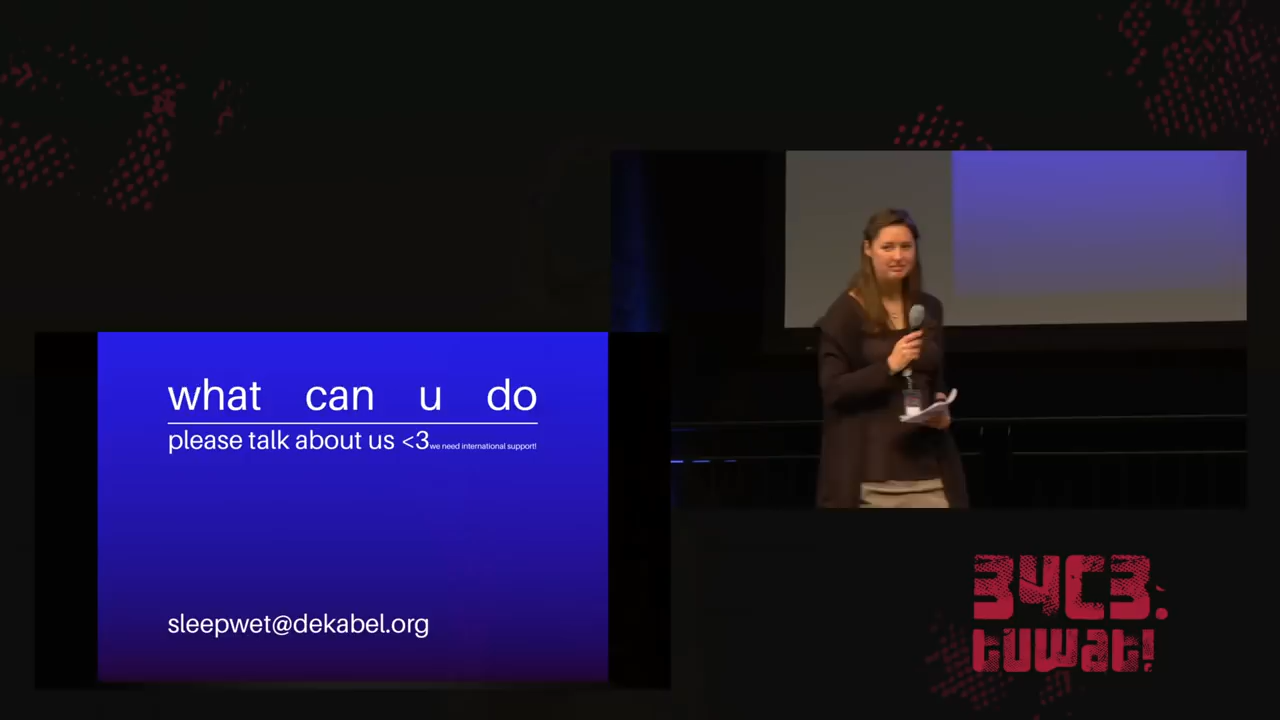 what can u do
please talk about us <3 we need international support!
sleepwet@dekabel.org
34C3.
tuwat!